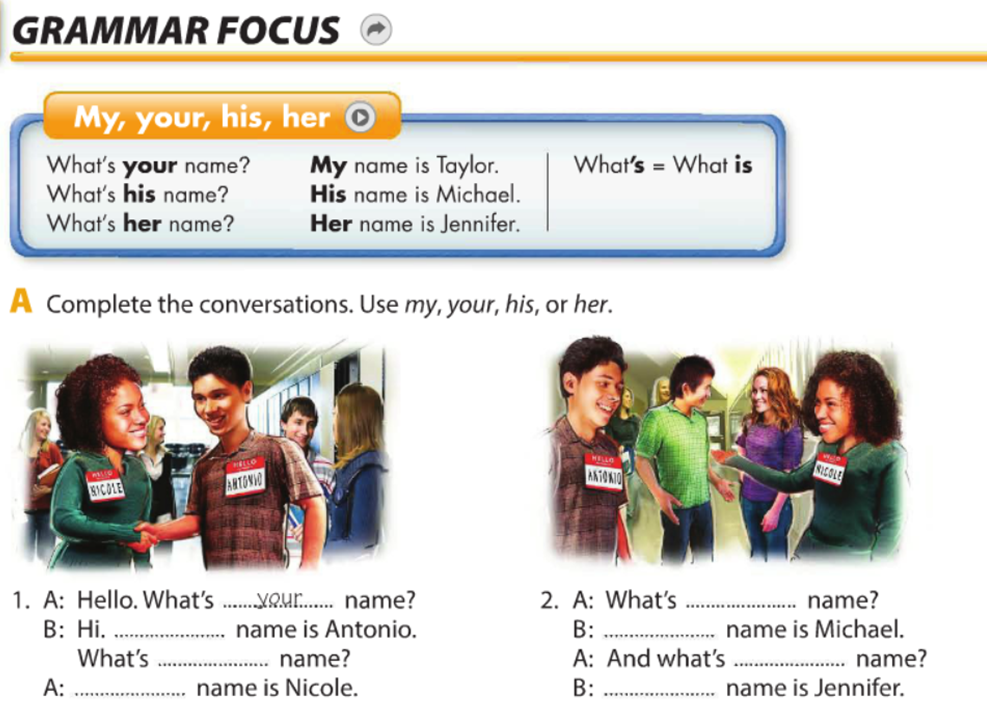 GRAMMAR FOCUS
My, your, his, her
What's your name? My name is Taylor. What's = What is
What's his name? His name is Michael.
What's her name? Her name is Jennifer.
A Complete the conversations. Use my, your, his, or her.
HELLO
NICOLE
HELLO
ANTONIO
HELLO
ANTONIO
HELLO
NICOLE
1. A: Hello. What's ......your...... name?
B: Hi. ...................... name is Antonio.
What's ...................... name?
A: ...................... name is Nicole.
2. A: What's ...................... name?
B: ...................... name is Michael.
A: And what's ...................... name?
B: ...................... name is Jennifer.